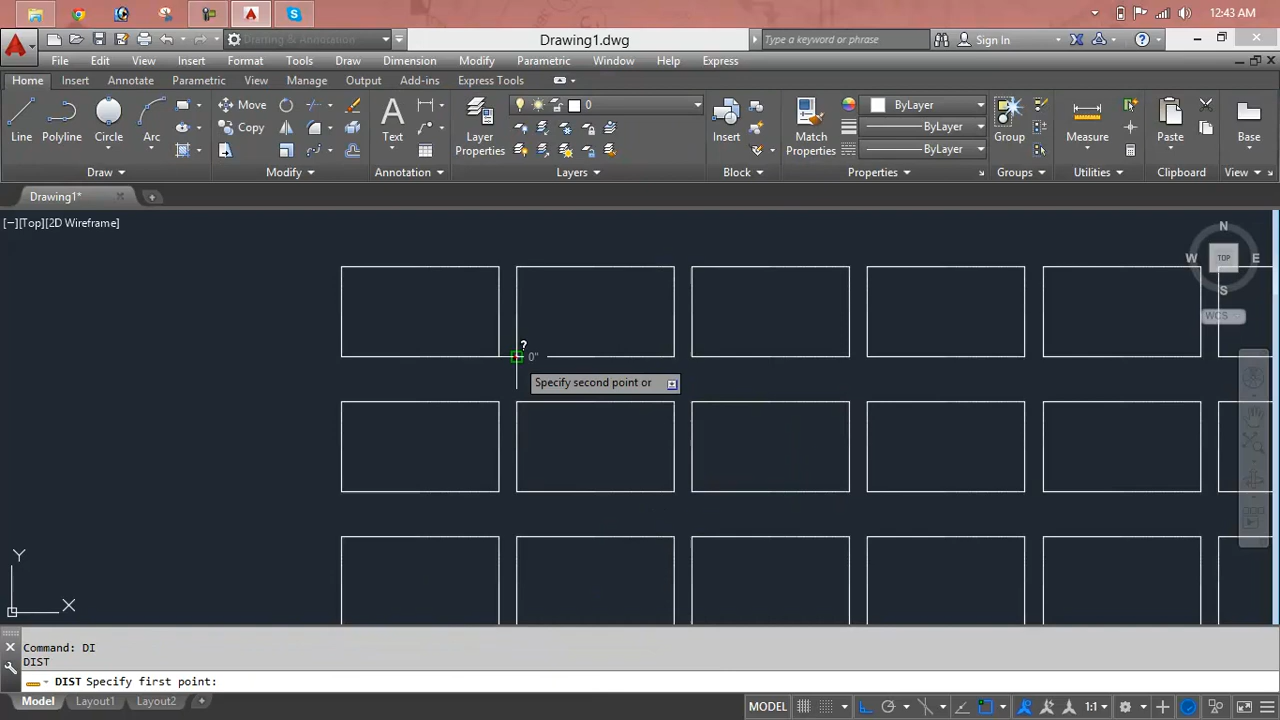 12:43 AM
Drafting & Annotation
Drawing1.dwg
Type a keyword or phrase
Sign In
File Edit View Insert Format Tools Draw Dimension Modify Parametric Window Help Express
Home Insert Annotate Parametric View Manage Output Add-ins Express Tools
Line Polyline Circle Arc
Move
Copy
Text
Layer Properties
0
Insert
Match Properties
ByLayer
ByLayer
ByLayer
Group
Measure
Paste
Base
Draw Modify Annotation Layers Block Properties Groups Utilities Clipboard View
Drawing1*
[−][Top][2D Wireframe]
N
W TOP E
S
WCS
?
0"
Specify second point or
Y
X
Command: DI
DIST
DIST Specify first point:
Model Layout1 Layout2
MODEL
1:1